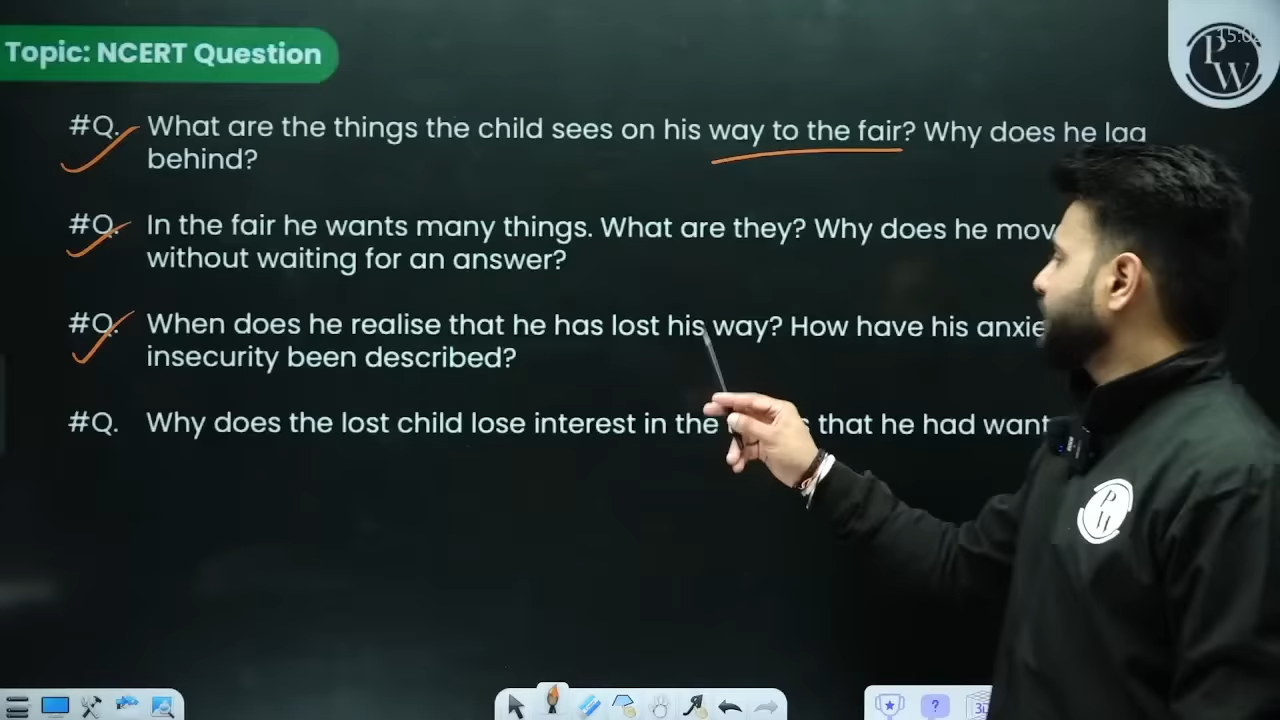 Topic: NCERT Question
PW
#Q. What are the things the child sees on his way to the fair? Why does he lag
behind?
#Q. In the fair he wants many things. What are they? Why does he
without waiting for an answer?
#Q. When does he realise that he has lost his way? How have his
insecurity been described?
#Q. Why does the lost child lose interest in the that he had
PW
?